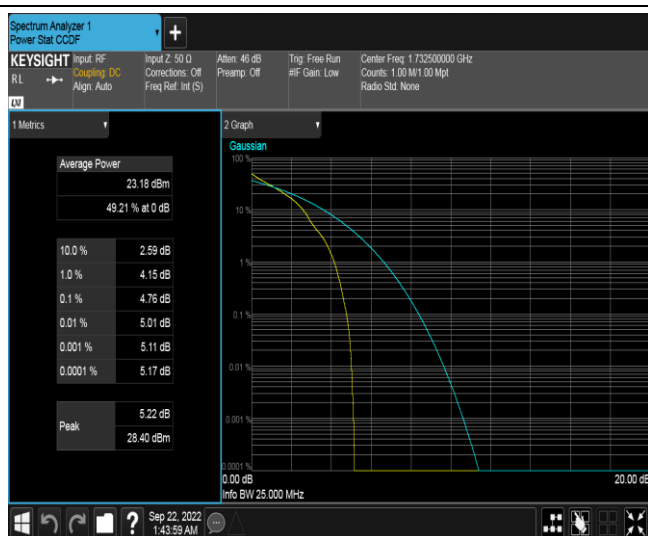 Spectrum Analyzer 1
Power Stat CCDF
+
KEYSIGHT
RL
LXI
Input: RF
Coupling: DC
Align: Auto
Input Z: 50 Ω
Corrections: Off
Freq Ref: Int (S)
Atten: 46 dB
Preamp: Off
Trig: Free Run
#IF Gain: Low
Center Freq: 1.732500000 GHz
Counts: 1.00 M/1.00 Mpt
Radio Std: None
1 Metrics
Average Power
23.18 dBm
49.21 % at 0 dB
10.0 % 2.59 dB
1.0 % 4.15 dB
0.1 % 4.76 dB
0.01 % 5.01 dB
0.001 % 5.11 dB
0.0001 % 5.17 dB
Peak
5.22 dB
28.40 dBm
2 Graph
Gaussian
100 %
10 %
1 %
0.1 %
0.01 %
0.001 %
0.0001 %
0.00 dB 20.00 dB
Info BW 25.000 MHz
?
Sep 22, 2022
1:43:59 AM